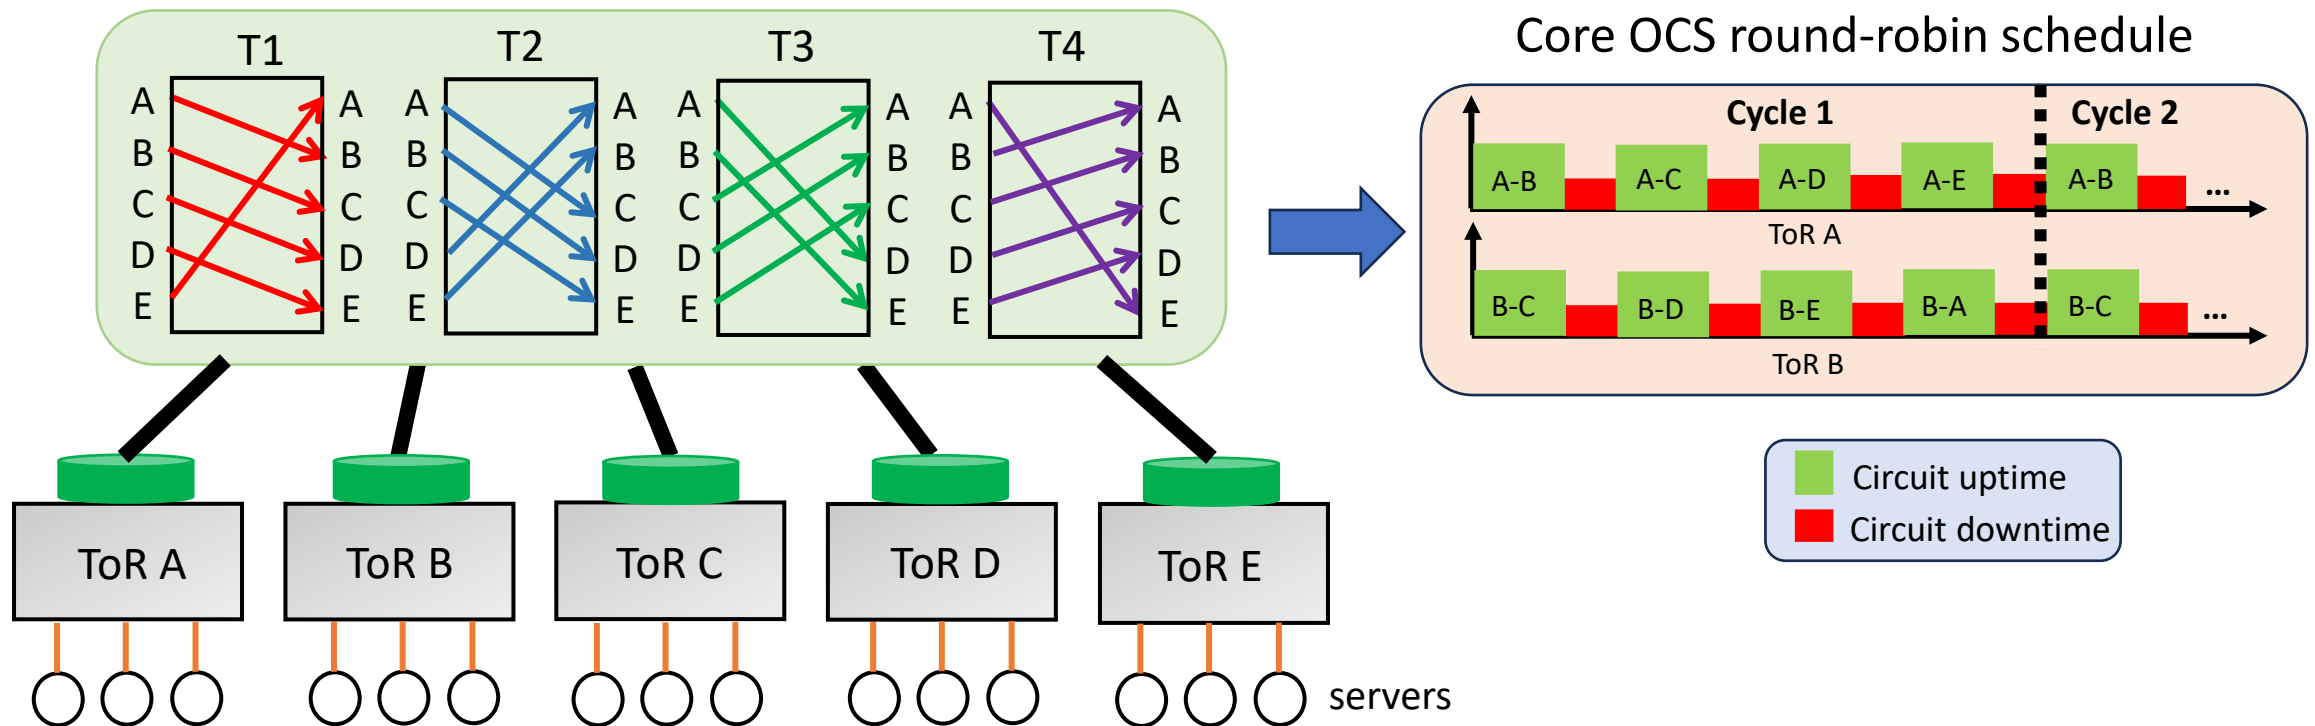 T1 T2 T3 T4
A A A A A A A A
B B B B B B B B
C C C C C C C C
D D D D D D D D
E E E E E E E E
Core OCS round-robin schedule
Cycle 1 Cycle 2
A-B A-C A-D A-E A-B ...
ToR A
B-C B-D B-E B-A B-C ...
ToR B
Circuit uptime
Circuit downtime
ToR A ToR B ToR C ToR D ToR E
servers